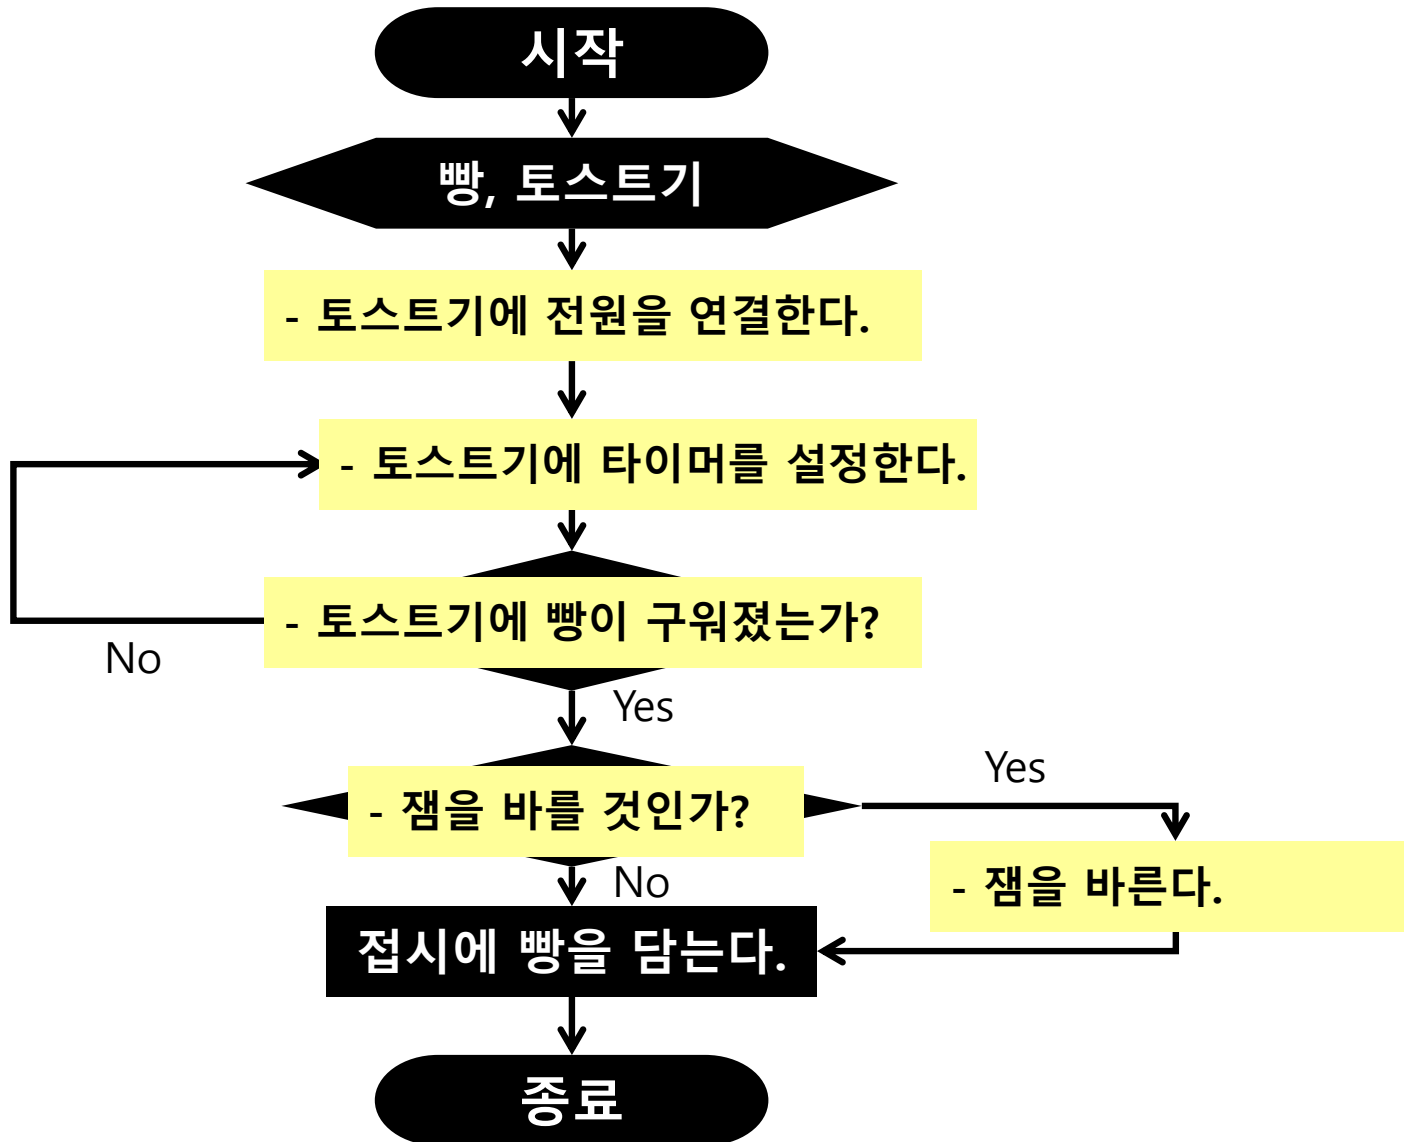 시작
빵, 토스트기
- 토스트기에 전원을 연결한다.
- 토스트기에 타이머를 설정한다.
- 토스트기에 빵이 구워졌는가?
No
Yes
- 잼을 바를 것인가?
Yes
No
- 잼을 바른다.
접시에 빵을 담는다.
종료